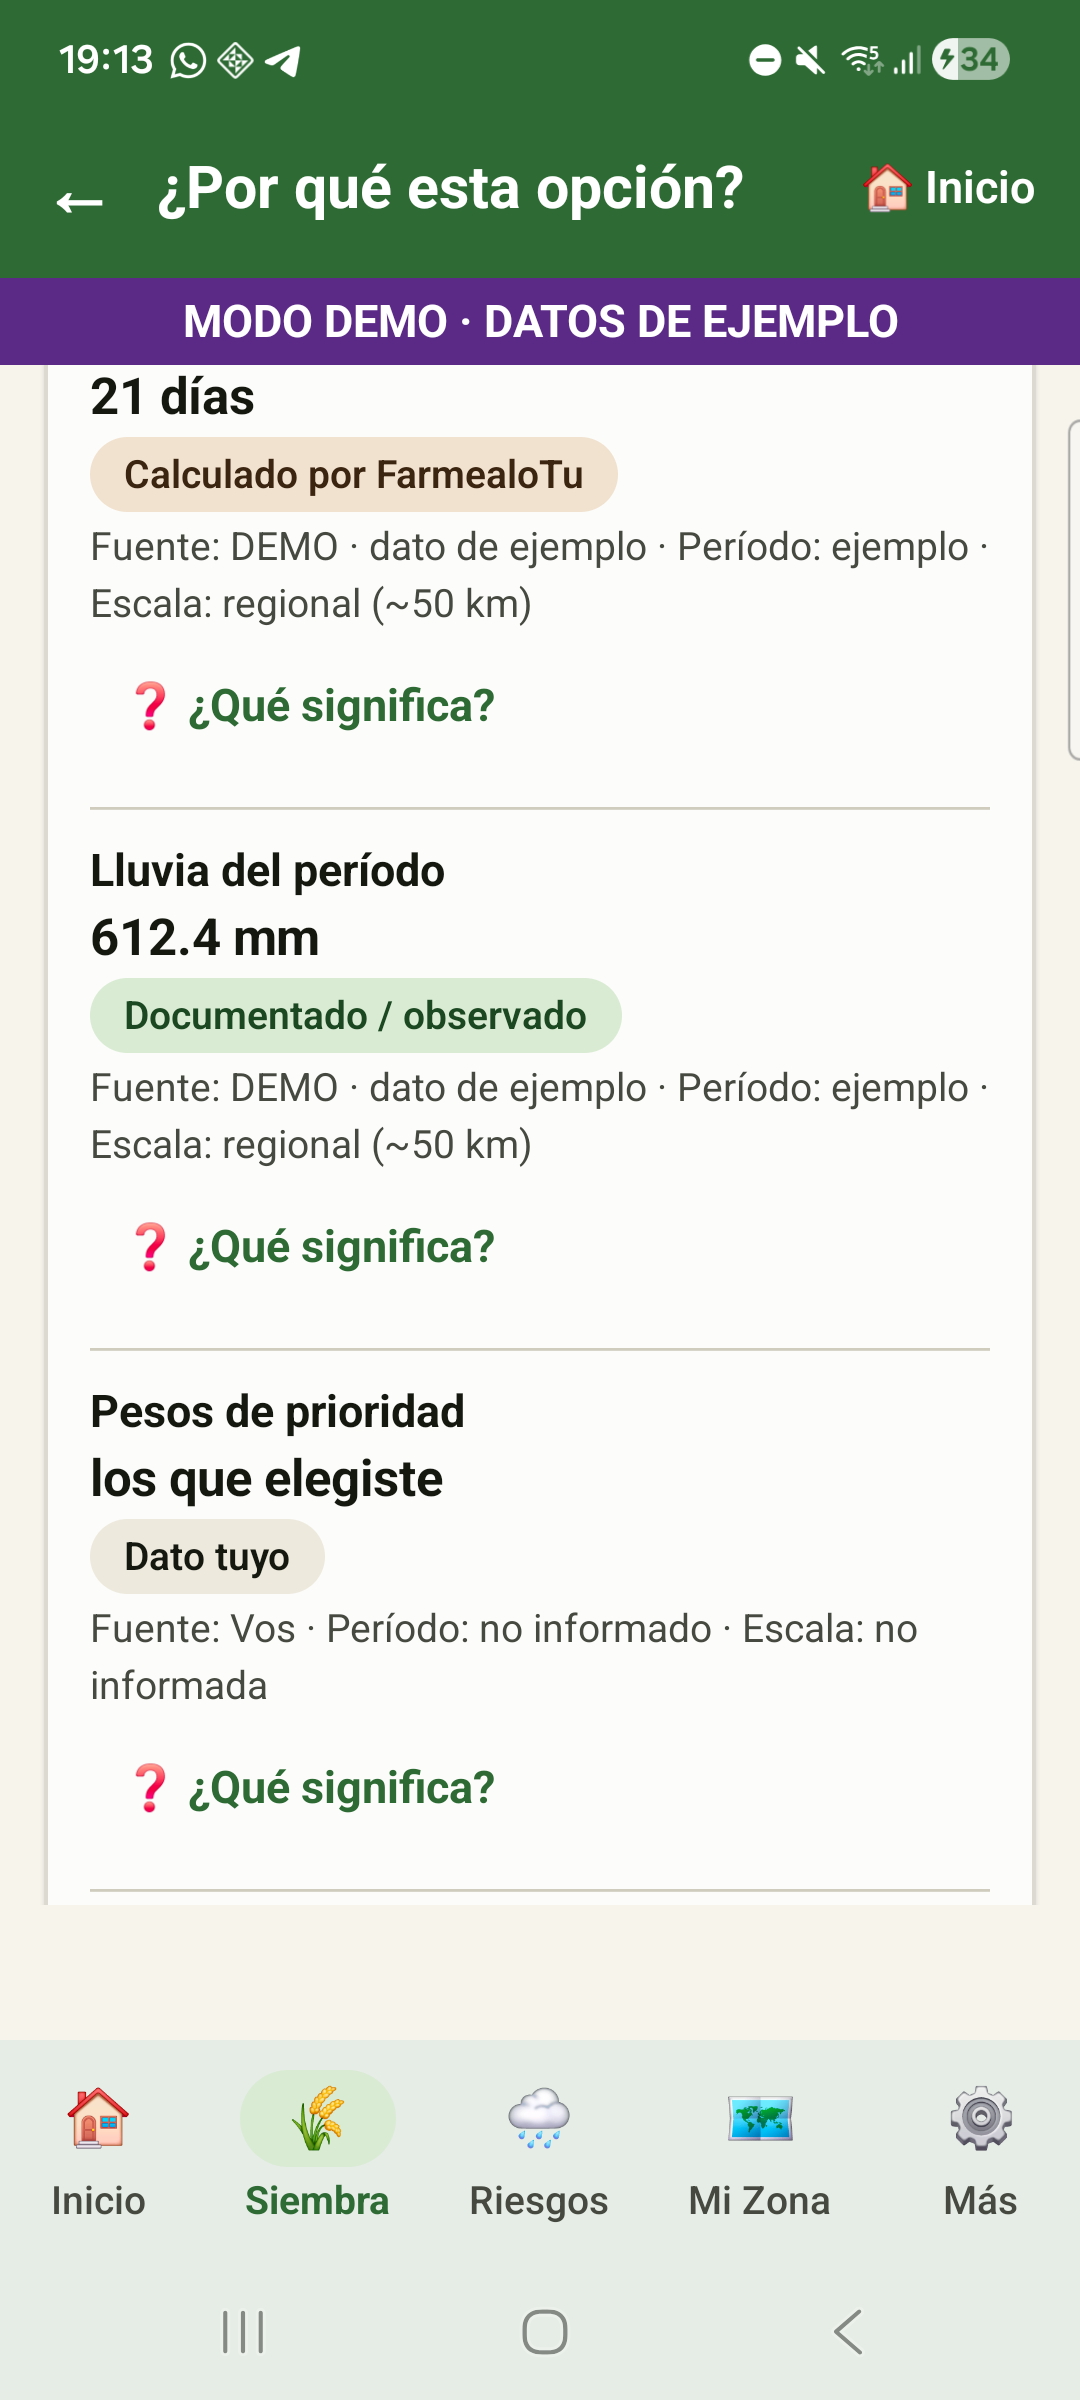 19:13
5
34
← ¿Por qué esta opción?
Inicio
MODO DEMO · DATOS DE EJEMPLO
21 días
Calculado por FarmealoTu
Fuente: DEMO · dato de ejemplo · Período: ejemplo ·
Escala: regional (~50 km)
❓ ¿Qué significa?
Lluvia del período
612.4 mm
Documentado / observado
Fuente: DEMO · dato de ejemplo · Período: ejemplo ·
Escala: regional (~50 km)
❓ ¿Qué significa?
Pesos de prioridad
los que elegiste
Dato tuyo
Fuente: Vos · Período: no informado · Escala: no
informada
❓ ¿Qué significa?
Inicio
Siembra
Riesgos
Mi Zona
Más